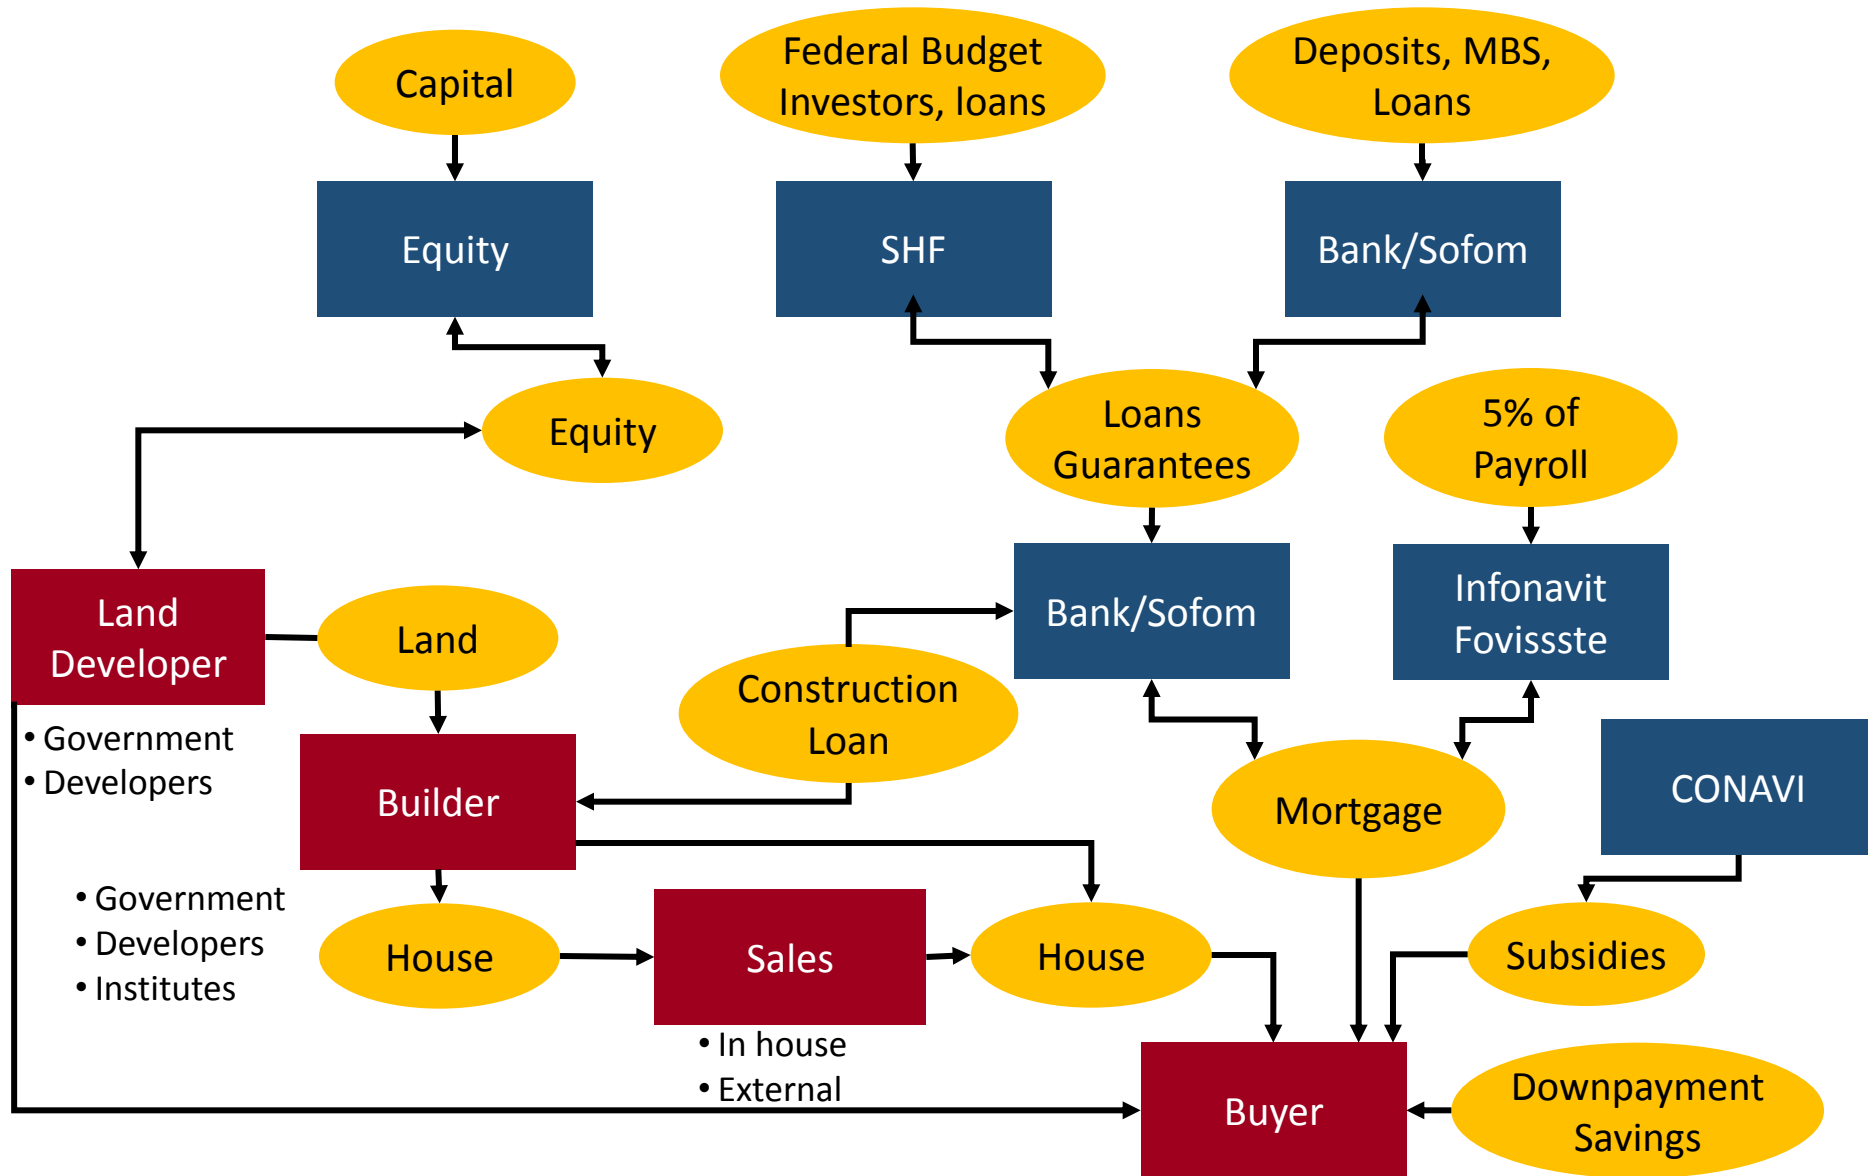 Capital
Federal Budget
Investors, loans
Deposits, MBS,
Loans
Equity
SHF
Bank/Sofom
Equity
Loans
Guarantees
5% of
Payroll
Land
Developer
Land
Bank/Sofom
Infonavit
Fovissste
Construction
Loan
• Government
• Developers
Builder
Mortgage
CONAVI
• Government
• Developers
• Institutes
House
Sales
House
Subsidies
• In house
• External
Buyer
Downpayment
Savings